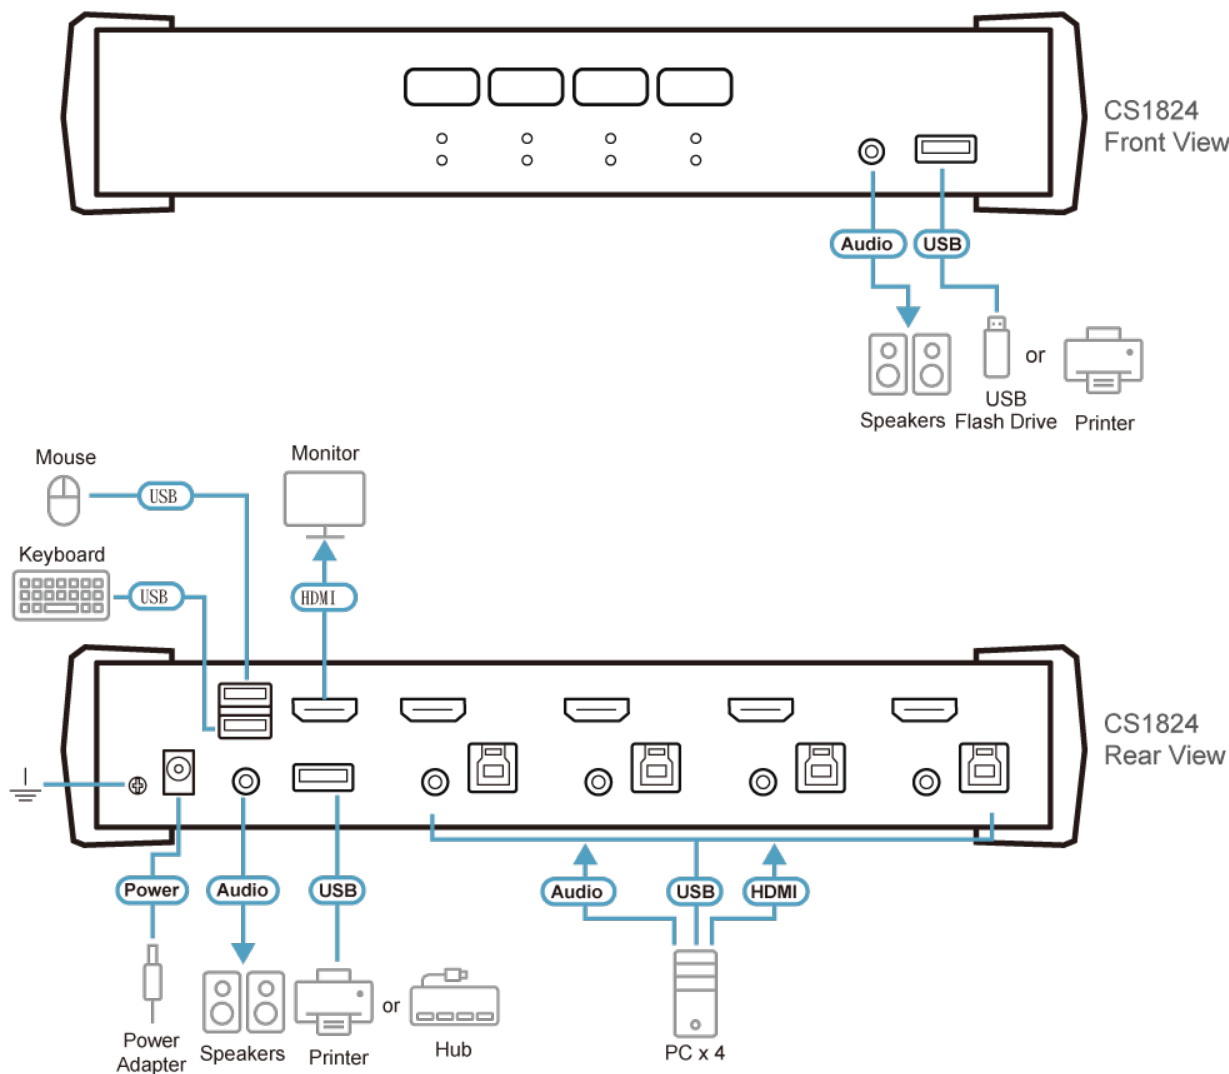 CS1824
Front View
Audio
USB
or
Speakers
USB
Flash Drive
Printer
Mouse
USB
Monitor
Keyboard
USB
HDMI
CS1824
Rear View
Power
Audio
USB
Audio
USB
HDMI
or
Power
Adapter
Speakers
Printer
Hub
PC x 4